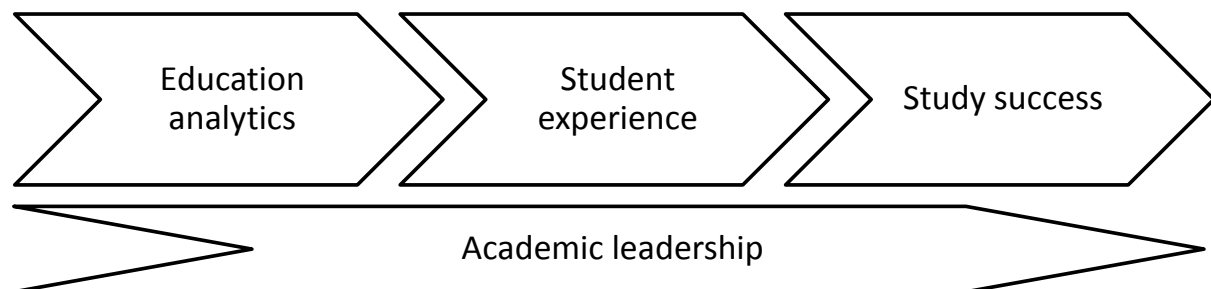 Education
analytics
Student
experience
Study success
Academic leadership